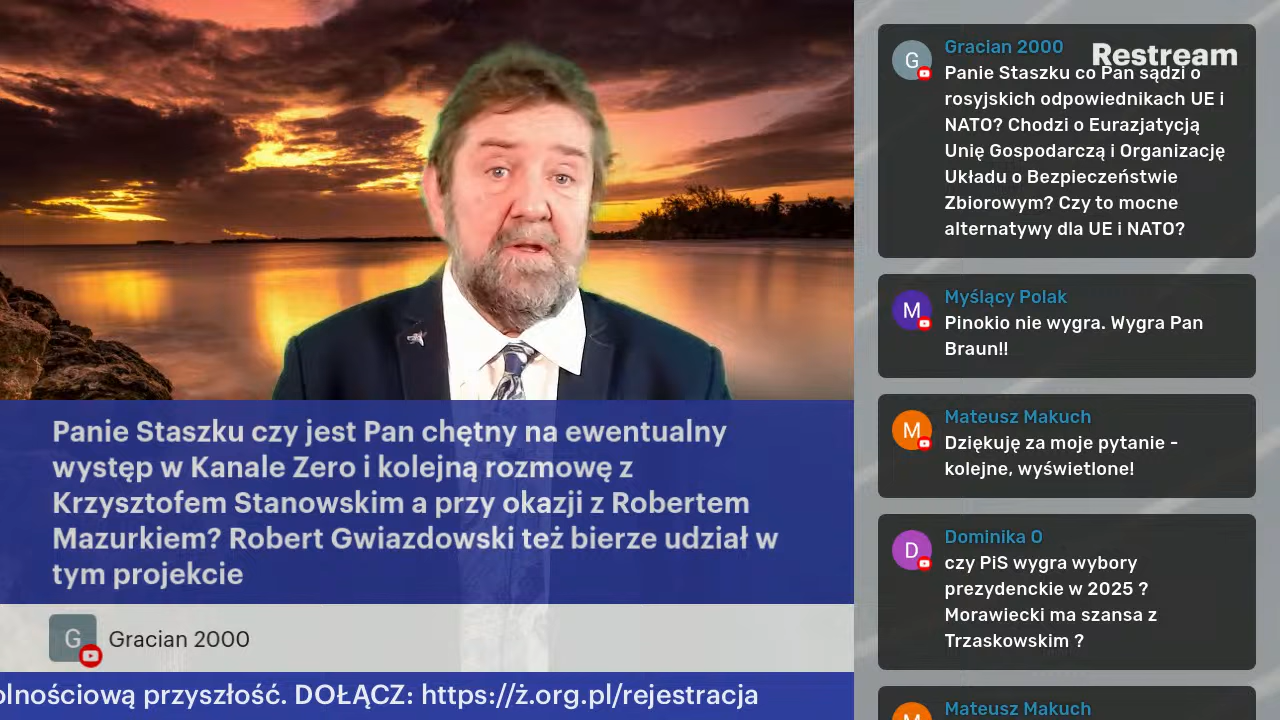 Panie Staszku czy jest Pan chętny na ewentualny
występ w Kanale Zero i kolejną rozmowę z
Krzysztofem Stanowskim a przy okazji z Robertem
Mazurkiem? Robert Gwiazdowski też bierze udział w
tym projekcie
G
Gracian 2000
olnościową przyszłość. DOŁĄCZ: https://ż.org.pl/rejestracja
Restream
G
Gracian 2000
Panie Staszku co Pan sądzi o
rosyjskich odpowiednikach UE i
NATO? Chodzi o Eurazjatycją
Unię Gospodarczą i Organizację
Układu o Bezpieczeństwie
Zbiorowym? Czy to mocne
alternatywy dla UE i NATO?
M
Myślący Polak
Pinokio nie wygra. Wygra Pan
Braun!!
M
Mateusz Makuch
Dziękuję za moje pytanie -
kolejne, wyświetlone!
D
Dominika O
czy PiS wygra wybory
prezydenckie w 2025 ?
Morawiecki ma szansa z
Trzaskowskim ?
M
Mateusz Makuch